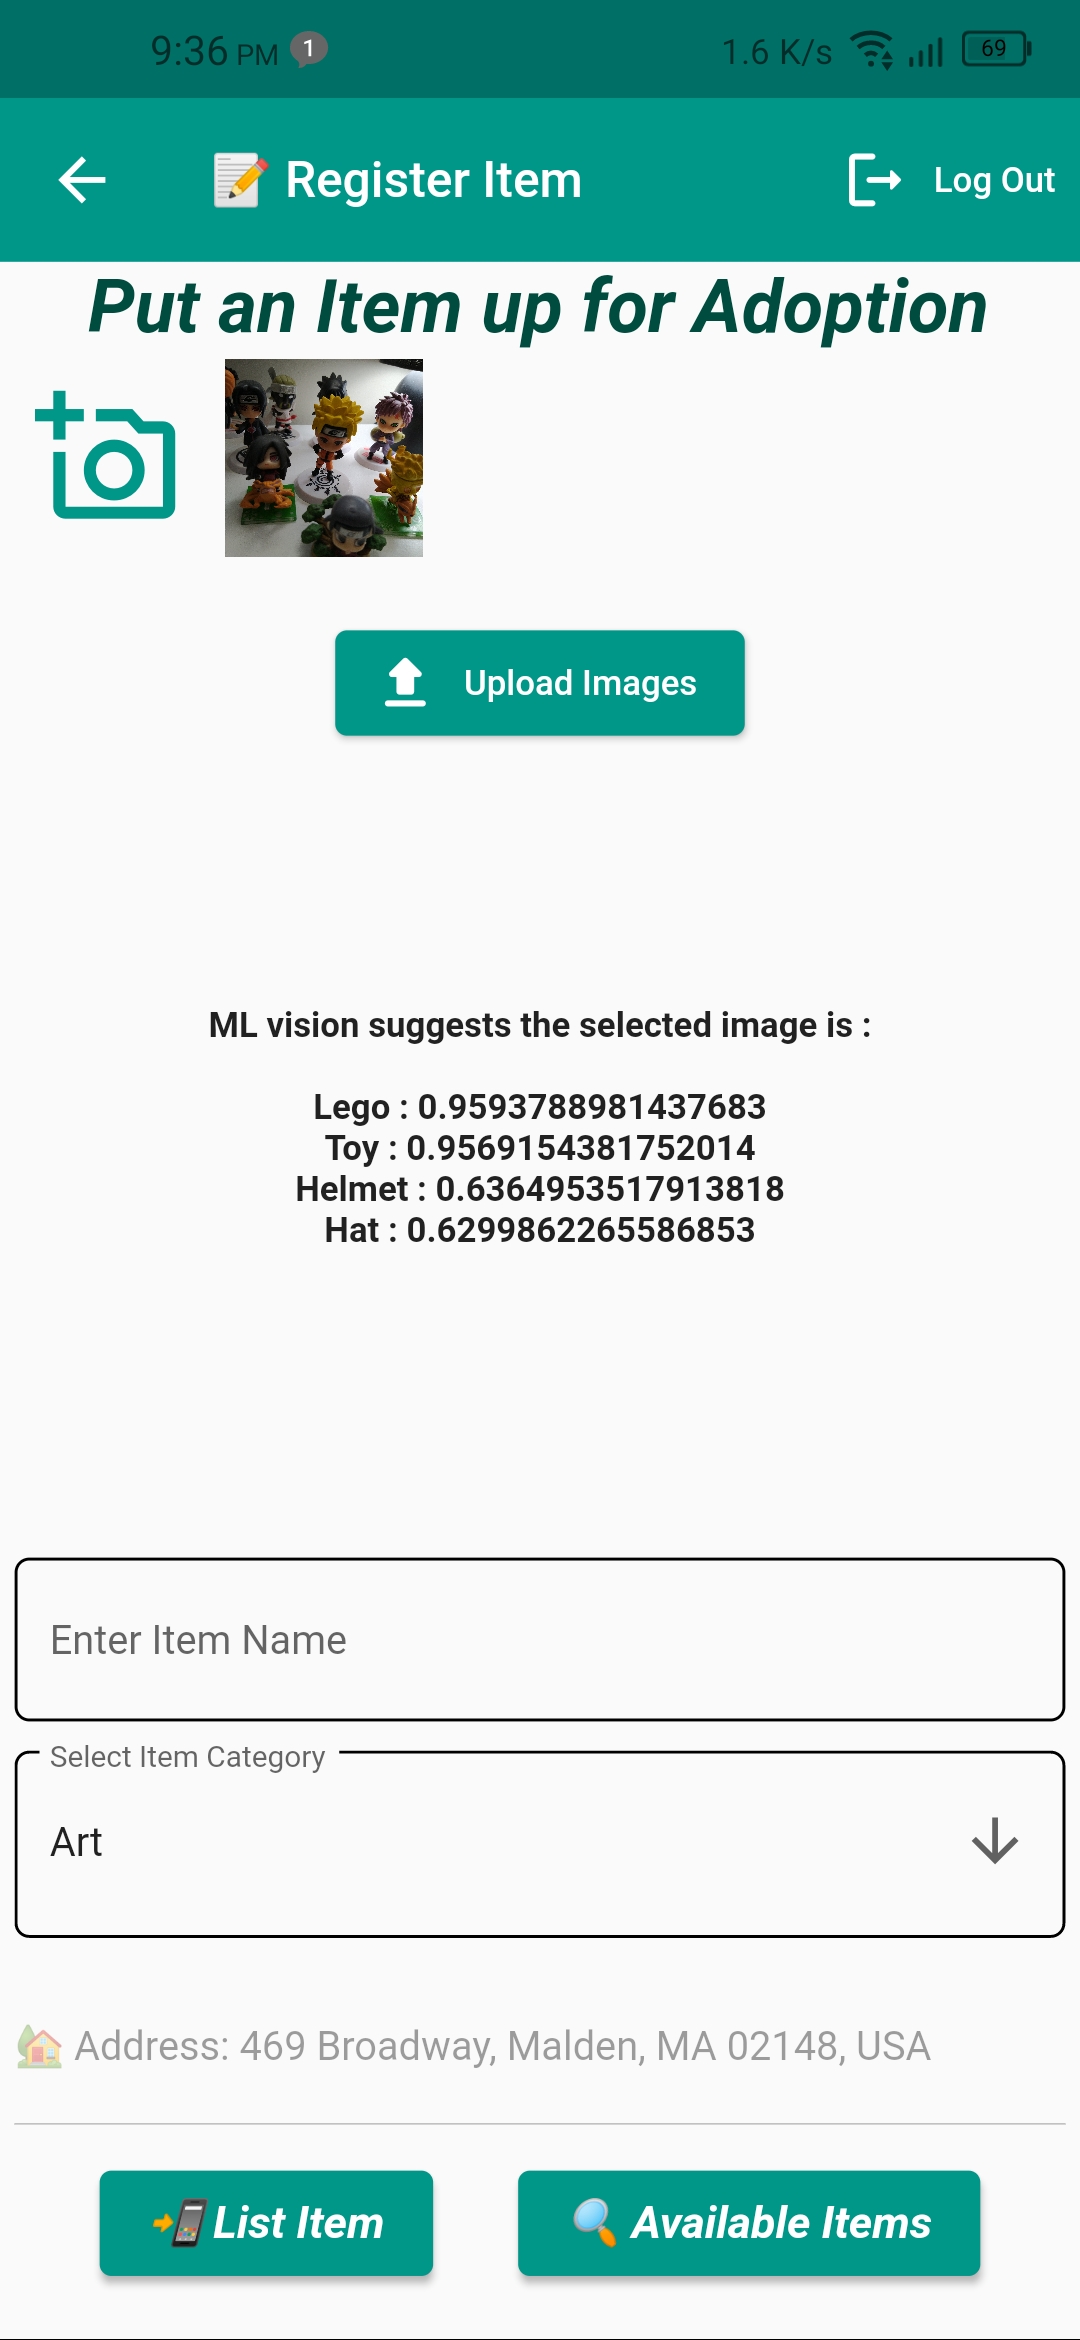 9:36 PM 1 1.6 K/s 69
Register Item Log Out
Put an Item up for Adoption
Upload Images
ML vision suggests the selected image is :
Lego : 0.9593788981437683
Toy : 0.9569154381752014
Helmet : 0.6364953517913818
Hat : 0.6299862265586853
Enter Item Name
Select Item Category
Art
Address: 469 Broadway, Malden, MA 02148, USA
List Item Available Items